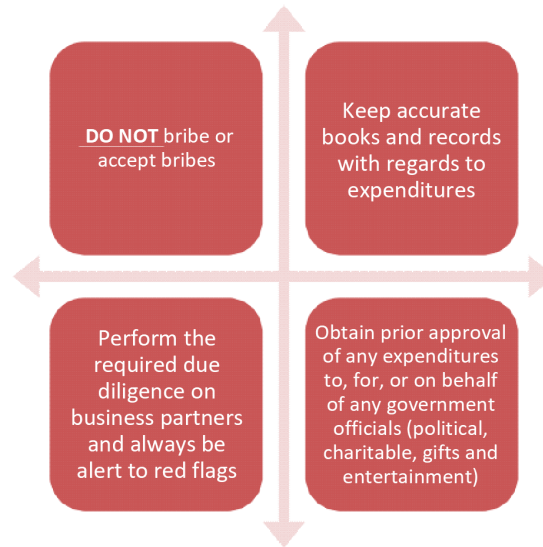 DO NOT bribe or
accept bribes
Keep accurate
books and records
with regards to
expenditures
Perform the
required due
diligence on
business partners
and always be
alert to red flags
Obtain prior approval
of any expenditures
to, for, or on behalf
of any government
officials (political,
charitable, gifts and
entertainment)